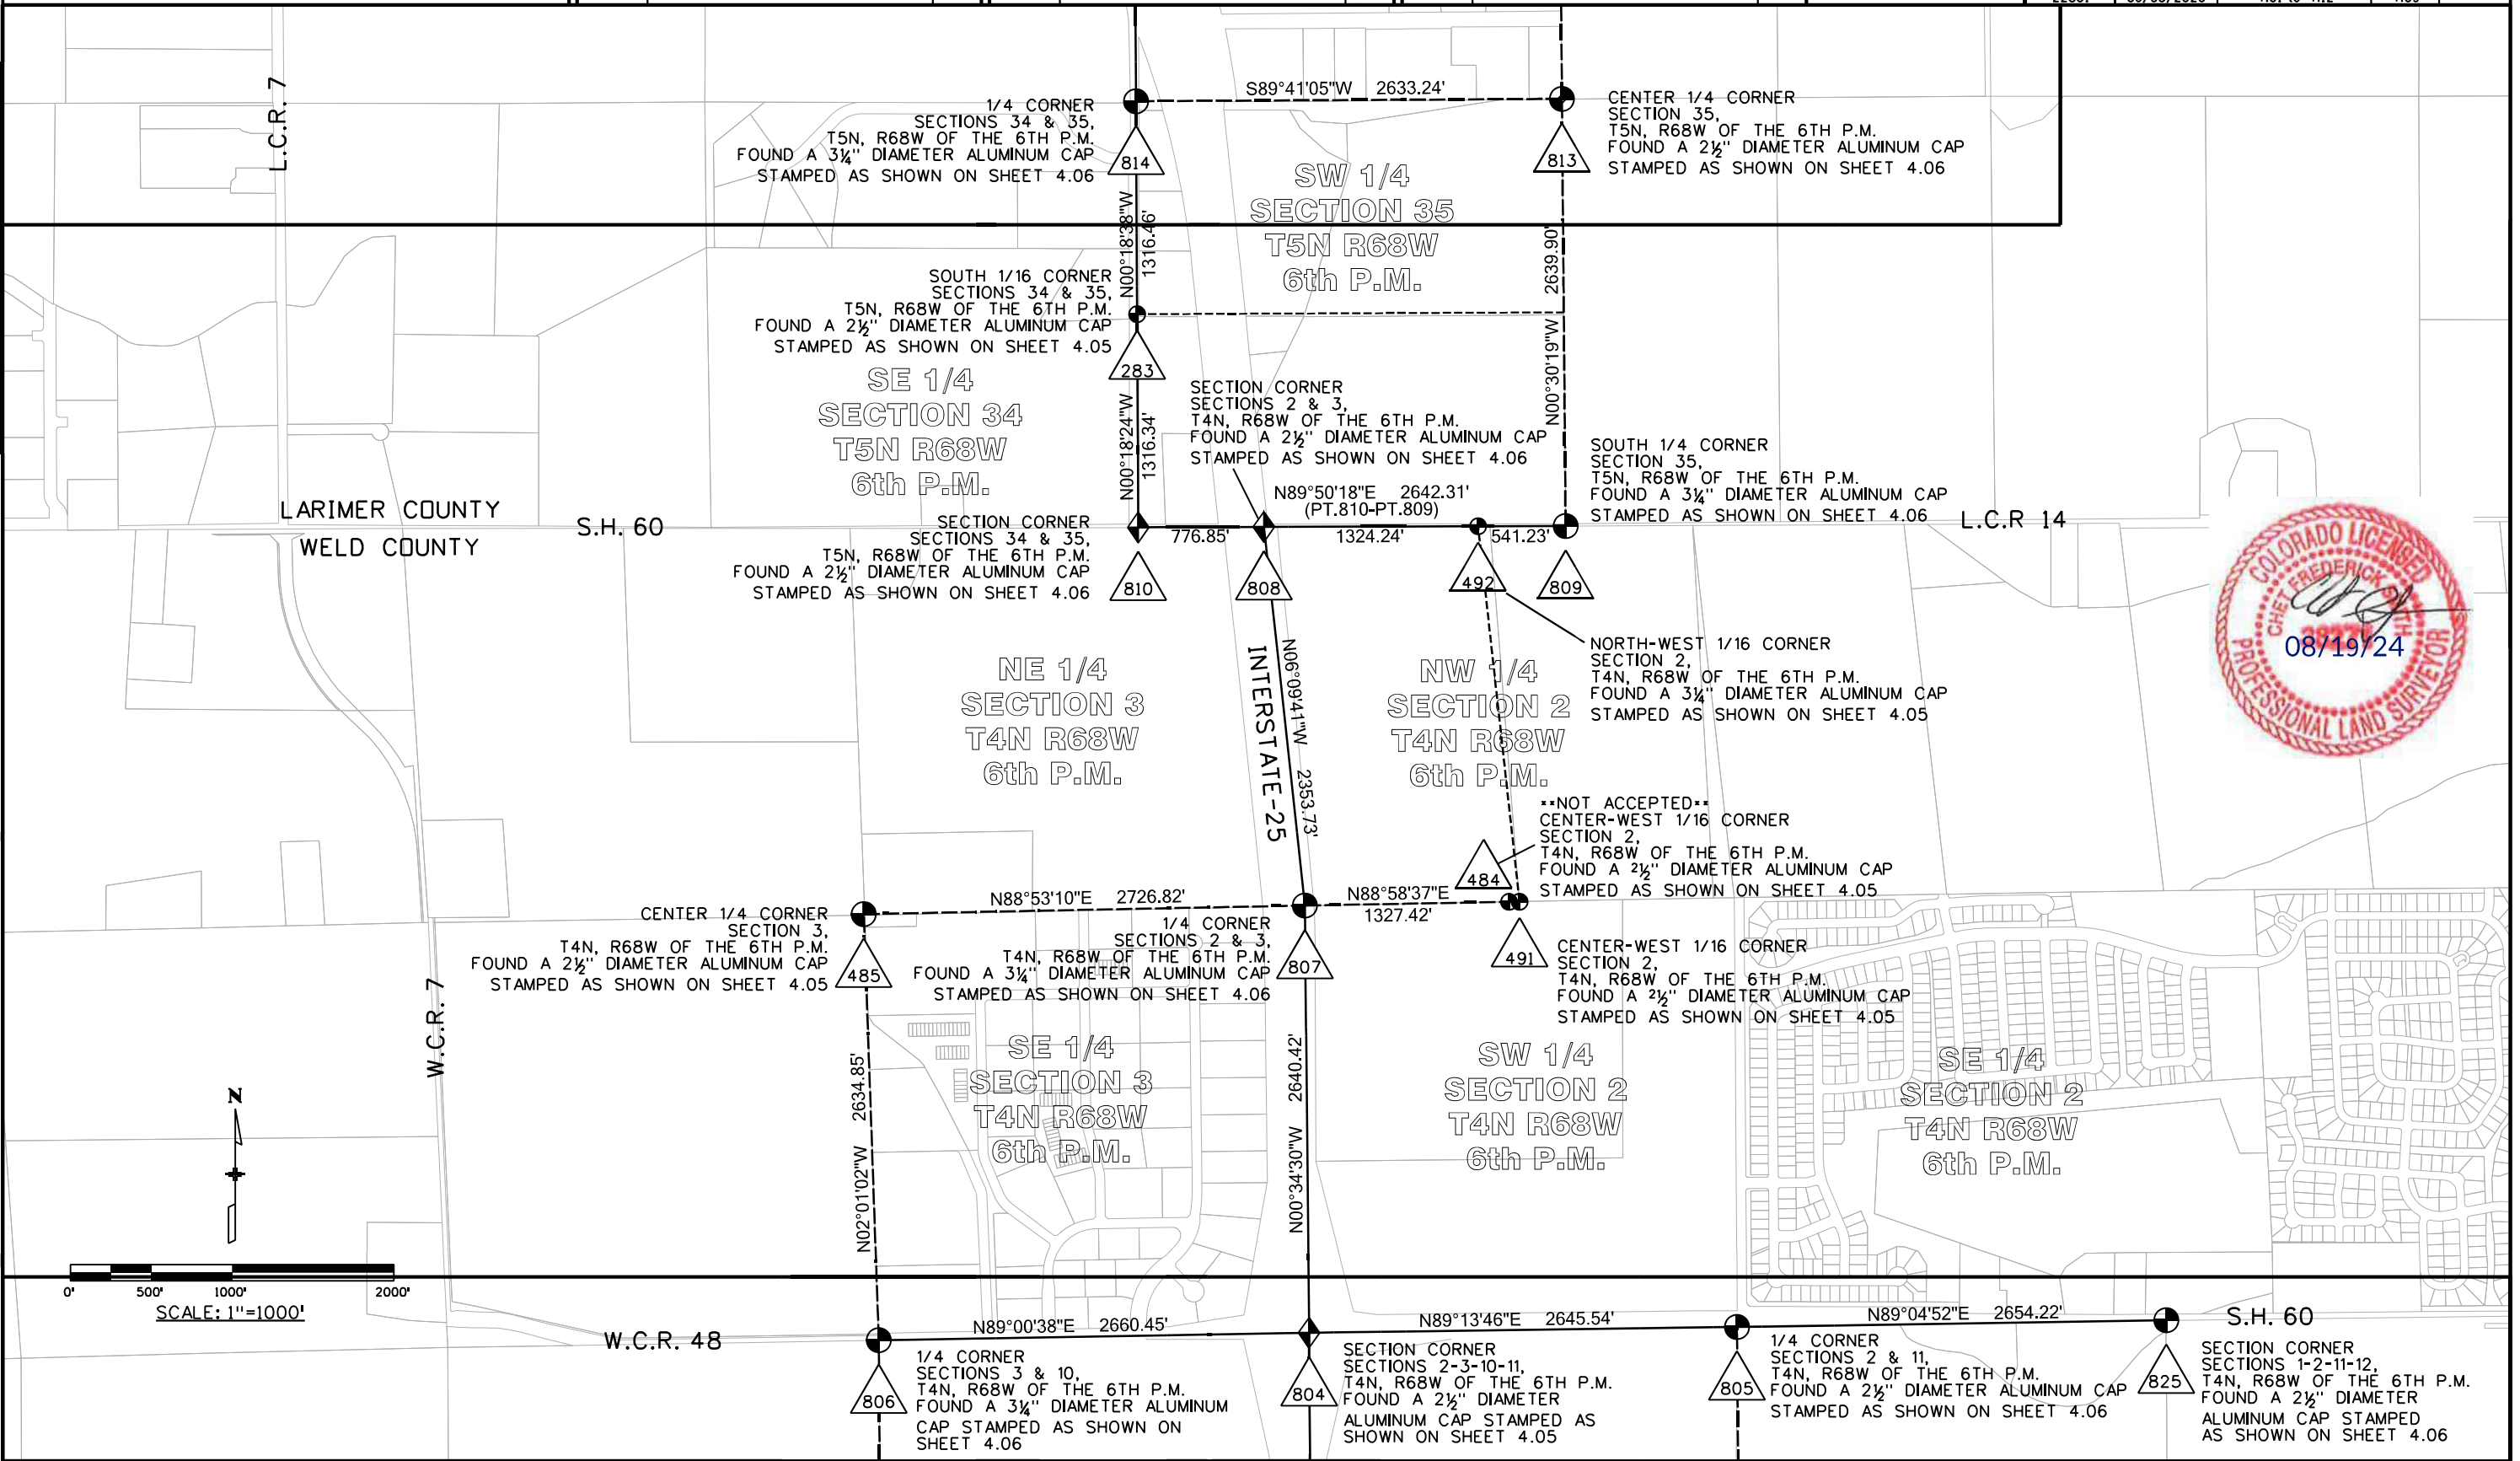 L.C.R. 7
1/4 CORNER
SECTIONS 34 & 35,
T5N, R68W OF THE 6TH P.M.
FOUND A 3¼" DIAMETER ALUMINUM CAP
STAMPED AS SHOWN ON SHEET 4.06
814
S89°41'05"W 2633.24'
CENTER 1/4 CORNER
SECTION 35,
T5N, R68W OF THE 6TH P.M.
FOUND A 2½" DIAMETER ALUMINUM CAP
STAMPED AS SHOWN ON SHEET 4.06
813
SW 1/4
SECTION 35
T5N R68W
6th P.M.
N00°18'38"W
1316.46'
N00°30'19"W 2639.90'
SOUTH 1/16 CORNER
SECTIONS 34 & 35,
T5N, R68W OF THE 6TH P.M.
FOUND A 2½" DIAMETER ALUMINUM CAP
STAMPED AS SHOWN ON SHEET 4.05
283
SE 1/4
SECTION 34
T5N R68W
6th P.M.
N00°18'24"W
1316.34'
SECTION CORNER
SECTIONS 2 & 3,
T4N, R68W OF THE 6TH P.M.
FOUND A 2½" DIAMETER ALUMINUM CAP
STAMPED AS SHOWN ON SHEET 4.06
SOUTH 1/4 CORNER
SECTION 35,
T5N, R68W OF THE 6TH P.M.
FOUND A 3¼" DIAMETER ALUMINUM CAP
STAMPED AS SHOWN ON SHEET 4.06
N89°50'18"E 2642.31'
(PT.810-PT.809)
776.85'
1324.24'
541.23'
LARIMER COUNTY
WELD COUNTY
S.H. 60
L.C.R 14
SECTION CORNER
SECTIONS 34 & 35,
T5N, R68W OF THE 6TH P.M.
FOUND A 2½" DIAMETER ALUMINUM CAP
STAMPED AS SHOWN ON SHEET 4.06
810
808
492
809
COLORADO LICENSED
CHET FREDERICK
PROFESSIONAL LAND SURVEYOR
08/19/24
NORTH-WEST 1/16 CORNER
SECTION 2,
T4N, R68W OF THE 6TH P.M.
FOUND A 3¼" DIAMETER ALUMINUM CAP
STAMPED AS SHOWN ON SHEET 4.05
NE 1/4
SECTION 3
T4N R68W
6th P.M.
INTERSTATE-25
N06°09'41"W 2353.73'
NW 1/4
SECTION 2
T4N R68W
6th P.M.
**NOT ACCEPTED**
CENTER-WEST 1/16 CORNER
SECTION 2,
T4N, R68W OF THE 6TH P.M.
FOUND A 2½" DIAMETER ALUMINUM CAP
STAMPED AS SHOWN ON SHEET 4.05
484
N88°53'10"E 2726.82'
N88°58'37"E
1327.42'
CENTER 1/4 CORNER
SECTION 3,
T4N, R68W OF THE 6TH P.M.
FOUND A 2½" DIAMETER ALUMINUM CAP
STAMPED AS SHOWN ON SHEET 4.05
485
1/4 CORNER
SECTIONS 2 & 3,
T4N, R68W OF THE 6TH P.M.
FOUND A 3¼" DIAMETER ALUMINUM CAP
STAMPED AS SHOWN ON SHEET 4.06
807
491
CENTER-WEST 1/16 CORNER
SECTION 2,
T4N, R68W OF THE 6TH P.M.
FOUND A 2½" DIAMETER ALUMINUM CAP
STAMPED AS SHOWN ON SHEET 4.05
W.C.R. 7
N02°01'02"W 2634.85'
SE 1/4
SECTION 3
T4N R68W
6th P.M.
N00°34'30"W 2640.42'
SW 1/4
SECTION 2
T4N R68W
6th P.M.
SE 1/4
SECTION 2
T4N R68W
6th P.M.
N
0' 500' 1000' 2000'
SCALE: 1"=1000'
W.C.R. 48
N89°00'38"E 2660.45'
N89°13'46"E 2645.54'
N89°04'52"E 2654.22'
S.H. 60
806
1/4 CORNER
SECTIONS 3 & 10,
T4N, R68W OF THE 6TH P.M.
FOUND A 3¼" DIAMETER ALUMINUM
CAP STAMPED AS SHOWN ON
SHEET 4.06
804
SECTION CORNER
SECTIONS 2-3-10-11,
T4N, R68W OF THE 6TH P.M.
FOUND A 2½" DIAMETER
ALUMINUM CAP STAMPED AS
SHOWN ON SHEET 4.05
805
1/4 CORNER
SECTIONS 2 & 11,
T4N, R68W OF THE 6TH P.M.
FOUND A 2½" DIAMETER ALUMINUM CAP
STAMPED AS SHOWN ON SHEET 4.06
825
SECTION CORNER
SECTIONS 1-2-11-12,
T4N, R68W OF THE 6TH P.M.
FOUND A 2½" DIAMETER
ALUMINUM CAP STAMPED
AS SHOWN ON SHEET 4.06